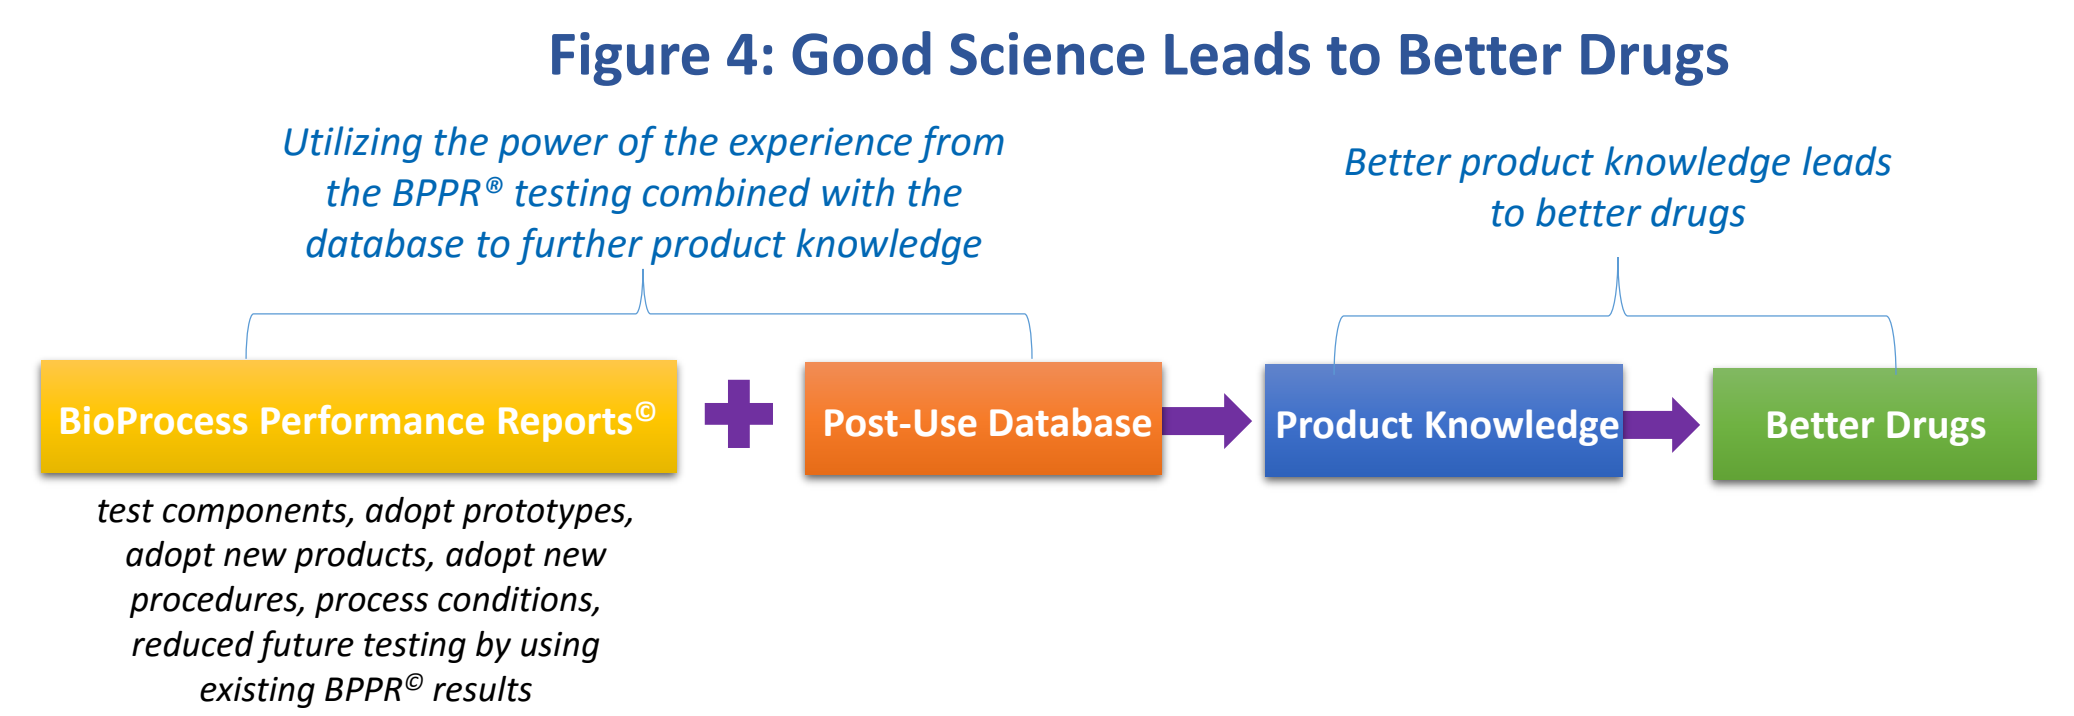 Figure 4: Good Science Leads to Better Drugs
Utilizing the power of the experience from
the BPPR® testing combined with the
database to further product knowledge
Better product knowledge leads
to better drugs
BioProcess Performance Reports©
Post-Use Database
Product Knowledge
Better Drugs
test components, adopt prototypes,
adopt new products, adopt new
procedures, process conditions,
reduced future testing by using
existing BPPR© results